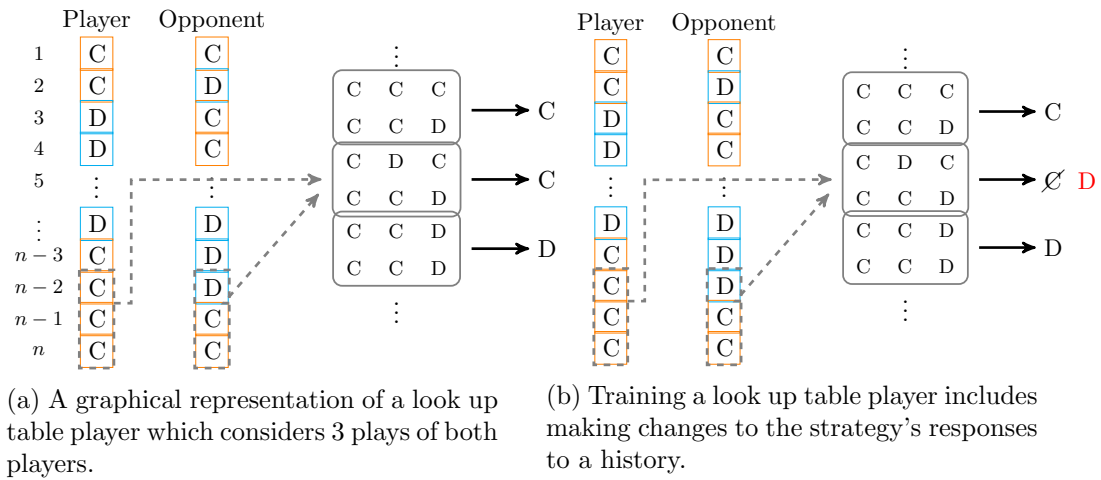 Player Opponent
1 C C
2 C D
3 D C
4 D C
5 ⋮ ⋮
⋮ D D
n − 3 C D
n − 2 C D
n − 1 C C
n C C
⋮
C C C
C C D
C
C D C
C C D
C
C C D
C C D
D
⋮
(a) A graphical representation of a look up
table player which considers 3 plays of both
players.
Player Opponent
C C
C D
D C
D C
⋮ ⋮
D D
C D
C D
C C
C C
⋮
C C C
C C D
C
C D C
C C D
C D
C C D
C C D
D
⋮
(b) Training a look up table player includes
making changes to the strategy's responses
to a history.